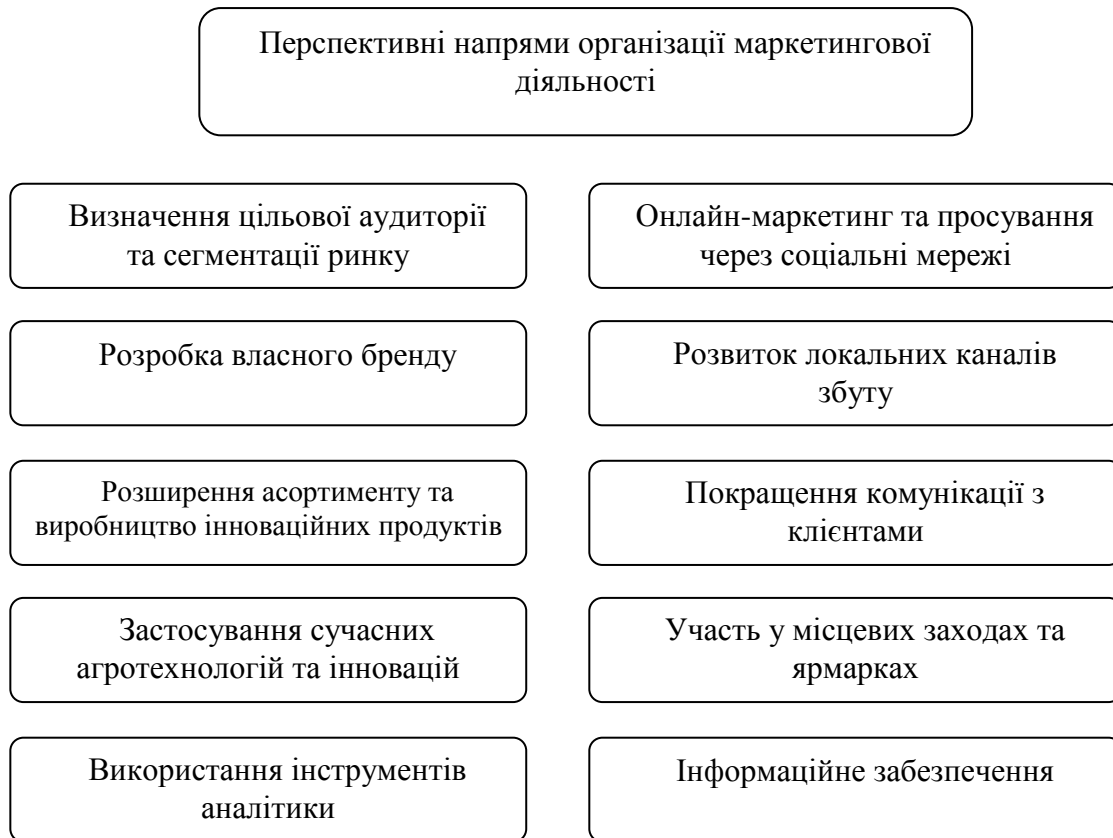 Перспективні напрями організації маркетингової
діяльності
Визначення цільової аудиторії
та сегментації ринку
Онлайн-маркетинг та просування
через соціальні мережі
Розробка власного бренду
Розвиток локальних каналів
збуту
Розширення асортименту та
виробництво інноваційних продуктів
Покращення комунікації з
клієнтами
Застосування сучасних
агротехнологій та інновацій
Участь у місцевих заходах та
ярмарках
Використання інструментів
аналітики
Інформаційне забезпечення